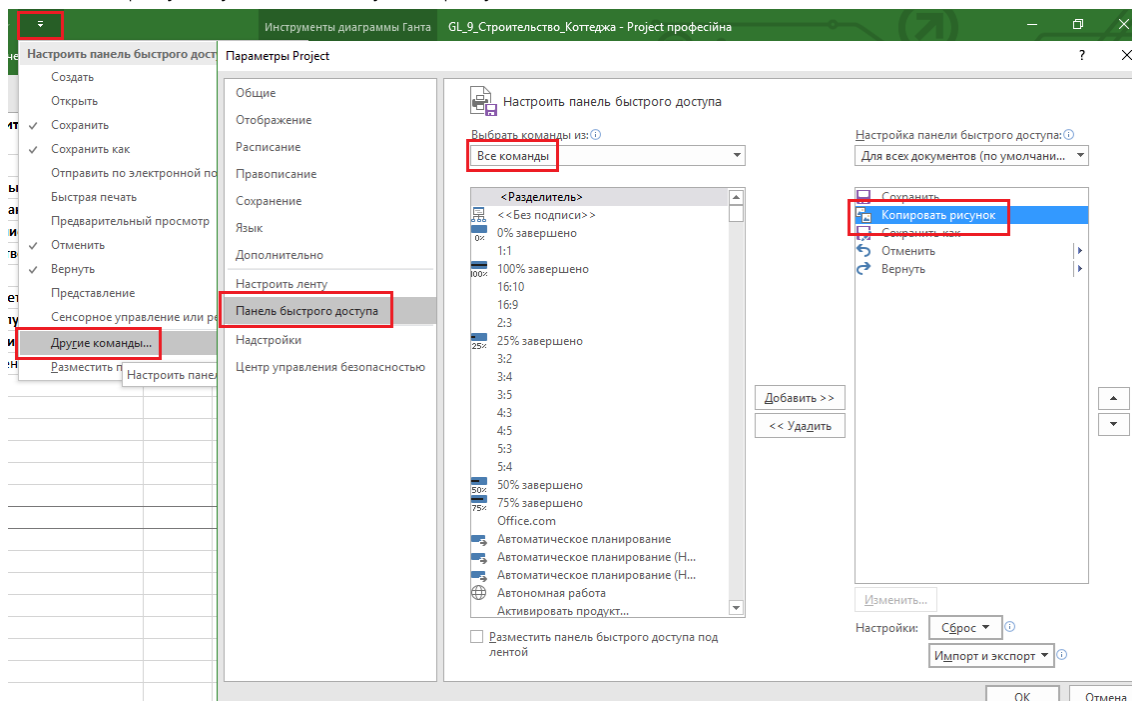 Инструменты диаграммы Ганта
GL_9_Строительство_Коттеджа - Project професійна
Настроить панель быстрого дост
Создать
Открыть
Сохранить
Сохранить как
Отправить по электронной по
Быстрая печать
Предварительный просмотр
Отменить
Вернуть
Представление
Сенсорное управление или ре
Другие команды...
Разместить п
Настроить панел
Параметры Project
?
Общие
Отображение
Расписание
Правописание
Сохранение
Язык
Дополнительно
Настроить ленту
Панель быстрого доступа
Надстройки
Центр управления безопасностью
Настроить панель быстрого доступа
Выбрать команды из:
Все команды
<Разделитель>
<<Без подписи>>
0% завершено
1:1
100% завершено
16:10
16:9
2:3
25% завершено
3:2
3:4
3:5
4:3
4:5
5:3
5:4
50% завершено
75% завершено
Office.com
Автоматическое планирование
Автоматическое планирование (Н...
Автоматическое планирование (Н...
Автономная работа
Активировать продукт...
Разместить панель быстрого доступа под
лентой
Добавить >>
<< Удалить
Настройка панели быстрого доступа:
Для всех документов (по умолчани...
Сохранить
Копировать рисунок
Сохранить как
Отменить
Вернуть
Изменить...
Настройки:
Сброс
Импорт и экспорт
ОК
Отмена